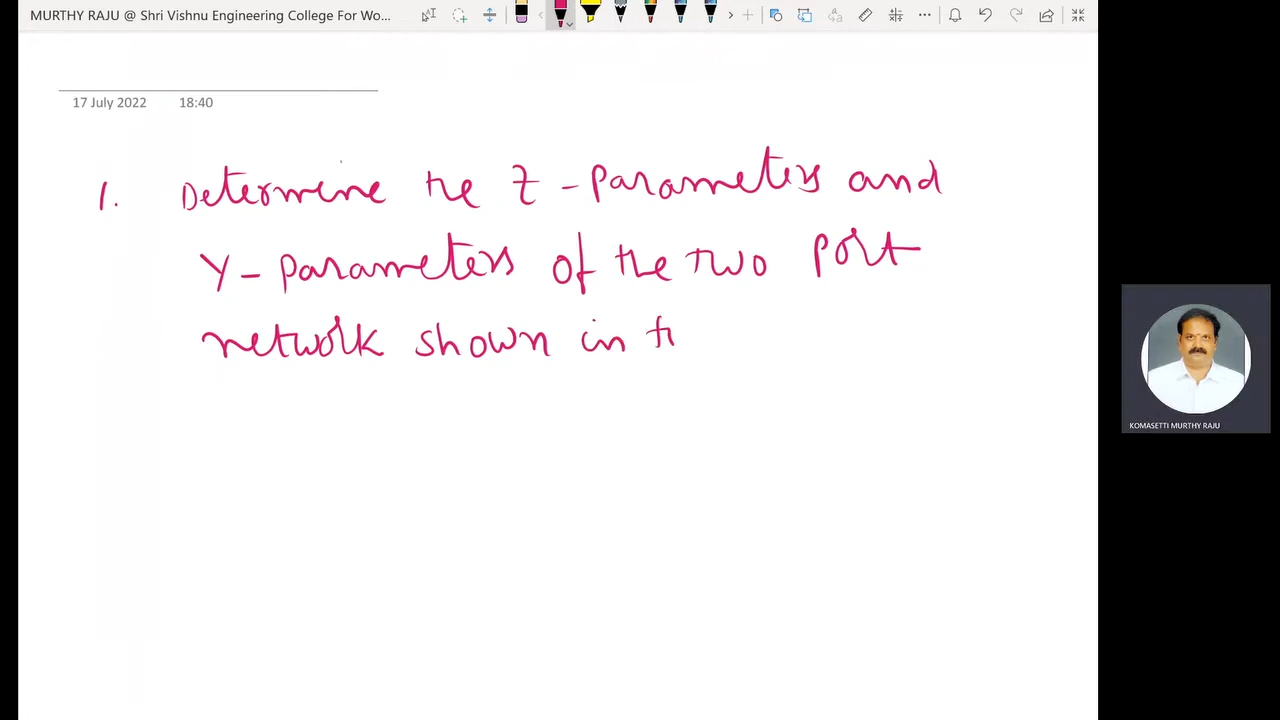 MURTHY RAJU @ Shri Vishnu Engineering College For Wo...
17 July 2022 18:40
1. Determine the Z-parameters and
Y-parameters of the two port
network shown in t
KOMASETTI MURTHY RAJU